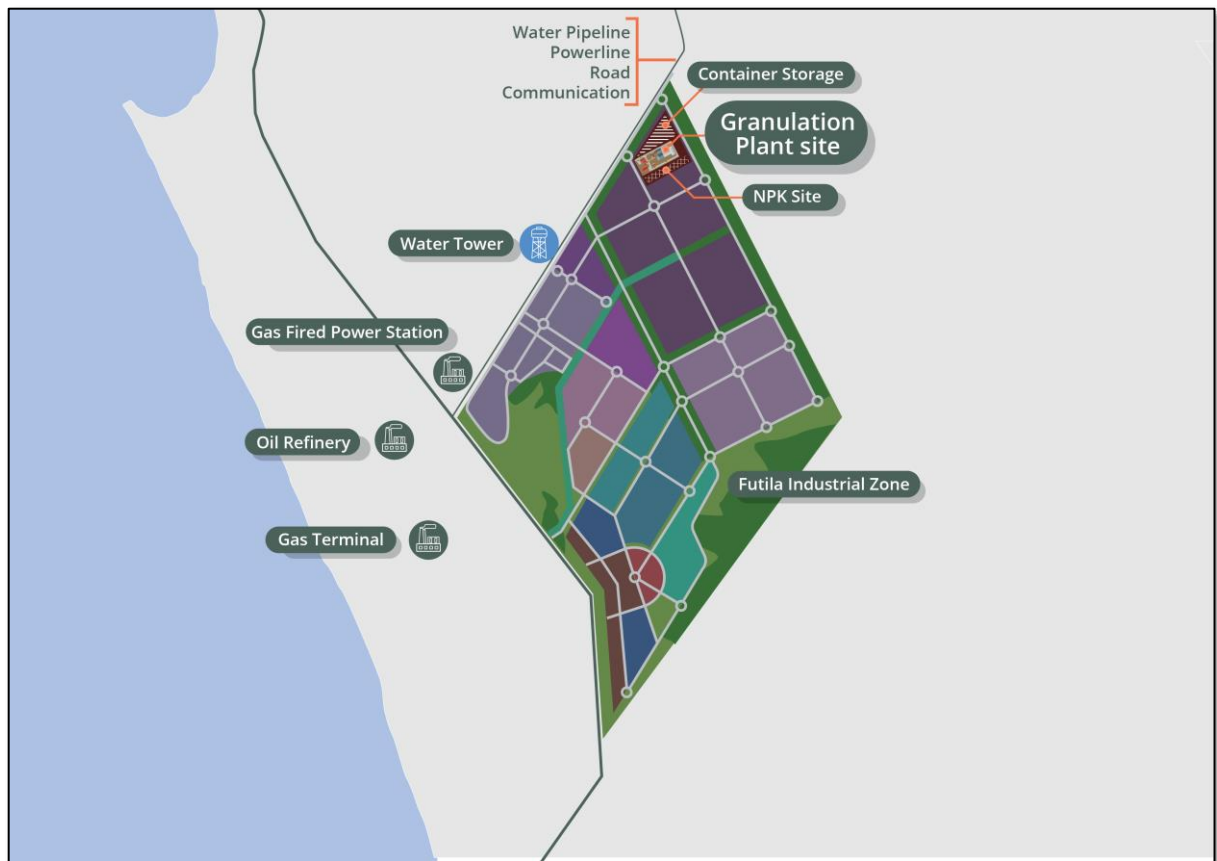 Water Pipeline
Powerline
Road
Communication
Container Storage
Granulation
Plant site
NPK Site
Water Tower
Gas Fired Power Station
Oil Refinery
Futila Industrial Zone
Gas Terminal